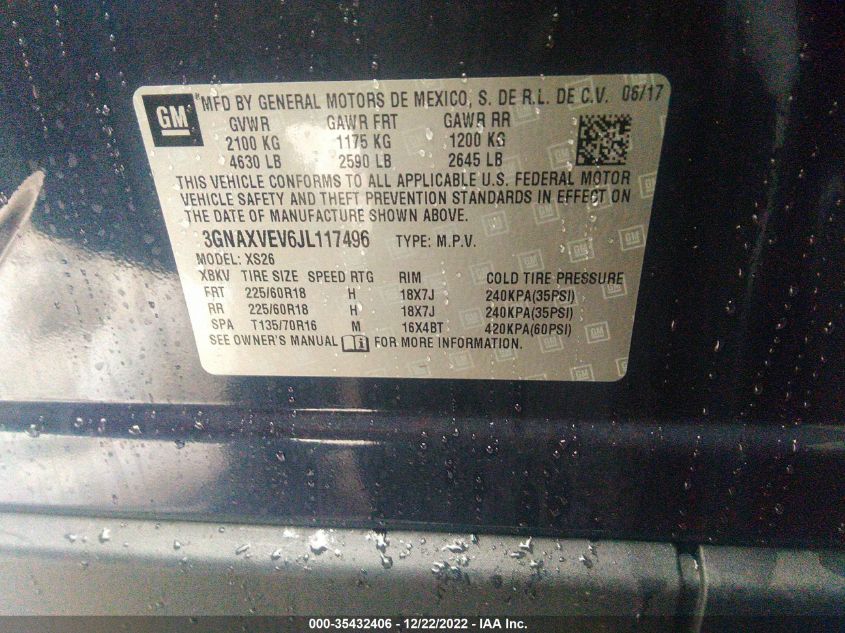 GM "MFD BY GENERAL MOTORS DE MEXICO, S. DE R.L. DE C.V. 06/17
GVWR GAWR FRT GAWR RR
2100 KG 1175 KG 1200 KG
4630 LB 2590 LB 2645 LB
THIS VEHICLE CONFORMS TO ALL APPLICABLE U.S. FEDERAL MOTOR
VEHICLE SAFETY AND THEFT PREVENTION STANDARDS IN EFFECT ON
THE DATE OF MANUFACTURE SHOWN ABOVE.
3GNAXVEV6JL117496 TYPE: M.P.V.
MODEL: XS26
XBKV TIRE SIZE SPEED RTG RIM COLD TIRE PRESSURE
FRT 225/60R18 H 18X7J 240KPA(35PSI)
RR 225/60R18 H 18X7J 240KPA(35PSI)
SPA T135/70R16 M 16X4BT 420KPA(60PSI)
SEE OWNER'S MANUAL FOR MORE INFORMATION.
000-35432406 - 12/22/2022 - IAA Inc.